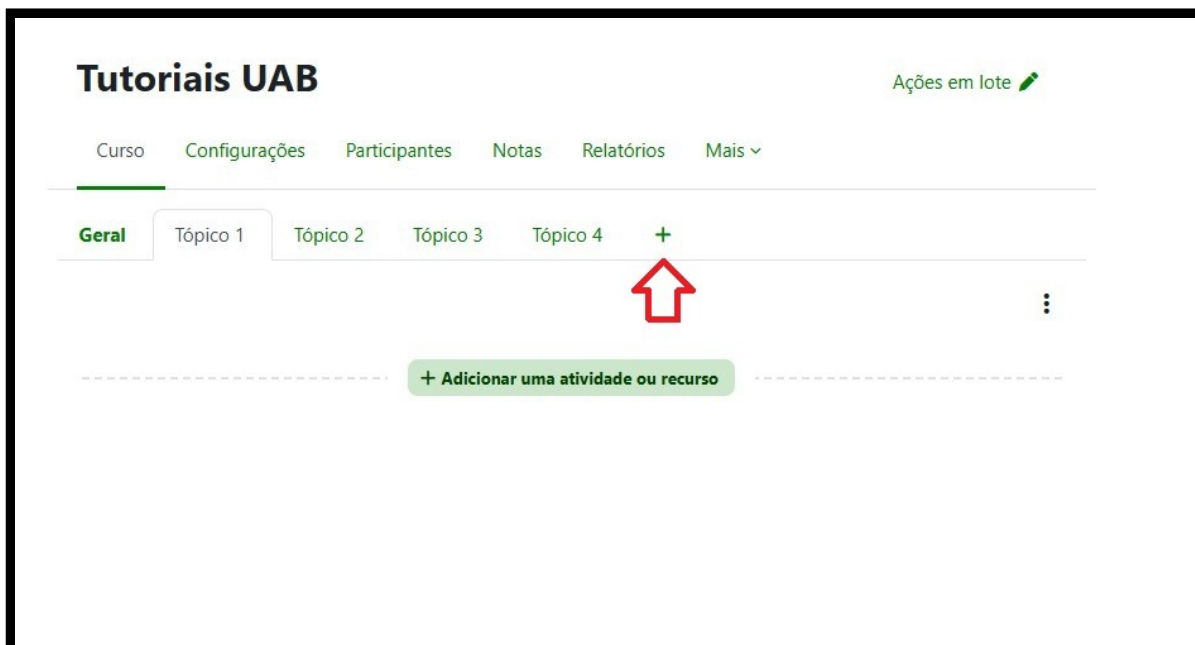 Tutoriais UAB
Ações em lote
Curso Configurações Participantes Notas Relatórios Mais
Geral Tópico 1 Tópico 2 Tópico 3 Tópico 4 +
+ Adicionar uma atividade ou recurso